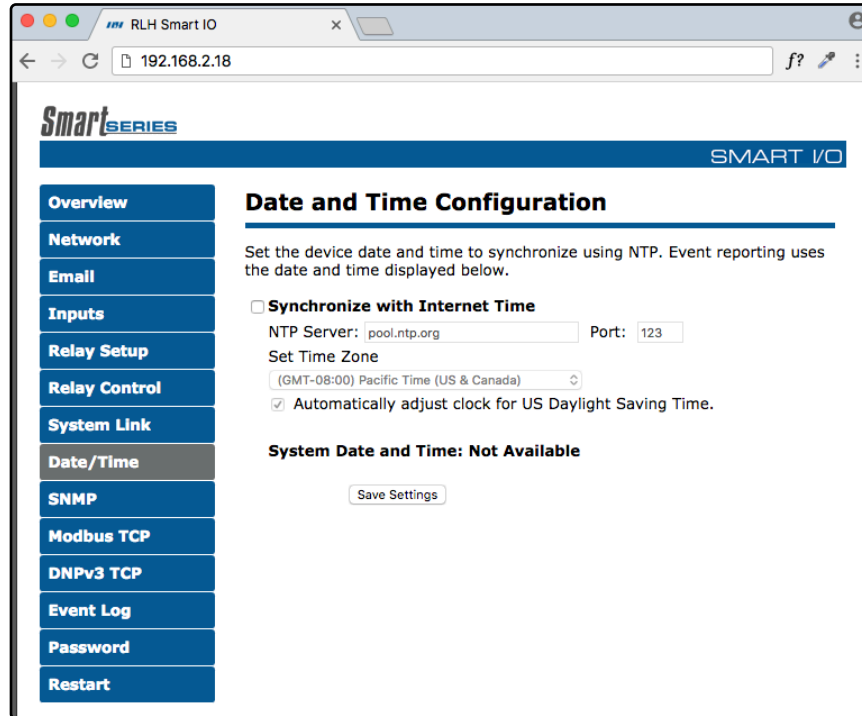 RLH Smart IO
192.168.2.18
f?
SmartSERIES
SMART I/O
Overview
Network
Email
Inputs
Relay Setup
Relay Control
System Link
Date/Time
SNMP
Modbus TCP
DNPv3 TCP
Event Log
Password
Restart
Date and Time Configuration
Set the device date and time to synchronize using NTP. Event reporting uses
the date and time displayed below.
Synchronize with Internet Time
NTP Server: pool.ntp.org Port: 123
Set Time Zone
(GMT-08:00) Pacific Time (US & Canada)
Automatically adjust clock for US Daylight Saving Time.
System Date and Time: Not Available
Save Settings